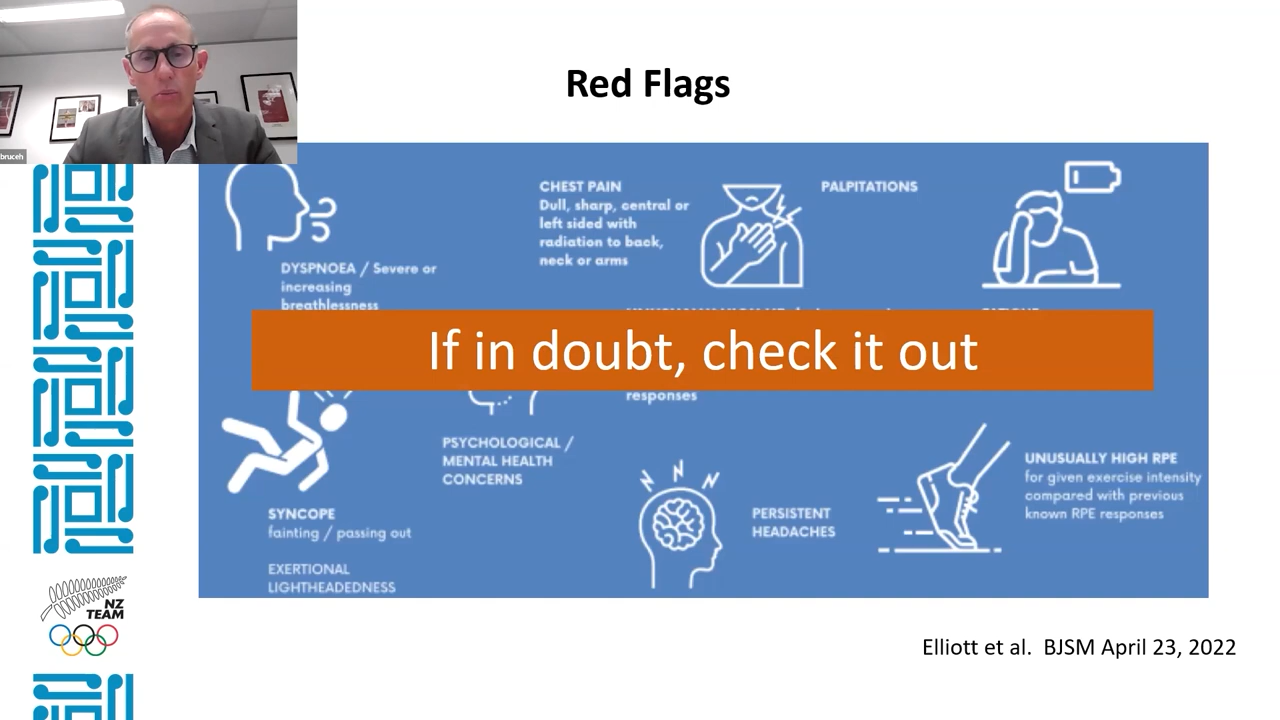 bruceh
Red Flags
CHEST PAIN
Dull, sharp, central or
left sided with
radiation to back,
neck or arms
PALPITATIONS
DYSPNOEA / Severe or
increasing
breathlessness
If in doubt, check it out
responses
PSYCHOLOGICAL /
MENTAL HEALTH
CONCERNS
SYNCOPE
fainting / passing out
EXERTIONAL
LIGHTHEADEDNESS
PERSISTENT
HEADACHES
UNUSUALLY HIGH RPE
for given exercise intensity
compared with previous
known RPE responses
NZ
TEAM
Elliott et al. BJSM April 23, 2022